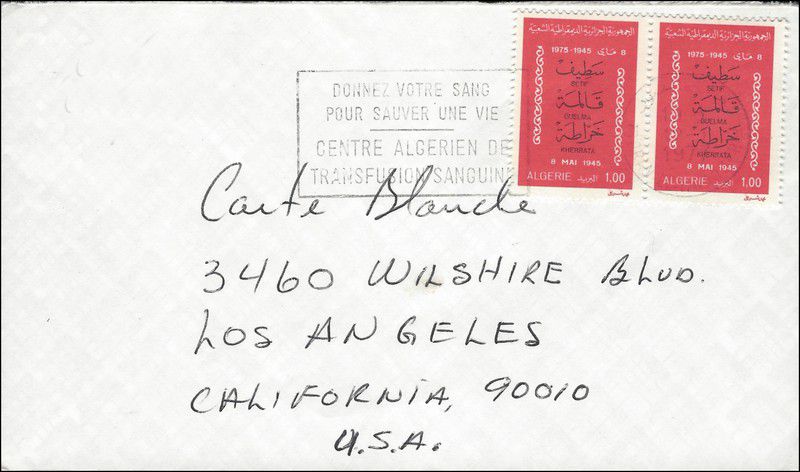 DONNEZ VOTRE SANG
POUR SAUVER UNE VIE
CENTRE ALGERIEN DE
TRANSFUSION SANGUINE
الجمهورية الجزائرية الديمقراطية الشعبية
1975-1945 8 ماي
سطيف
SETIF
قالمة
GUELMA
خراطة
KHERRATA
8 MAI 1945
ALGERIE البريد 1.00
الجمهورية الجزائرية الديمقراطية الشعبية
1975-1945 8 ماي
سطيف
SETIF
قالمة
GUELMA
خراطة
KHERRATA
8 MAI 1945
ALGERIE البريد 1.00
Carte Blanche
3460 WILSHIRE BLVD.
LOS ANGELES
CALIFORNIA, 90010
U.S.A.